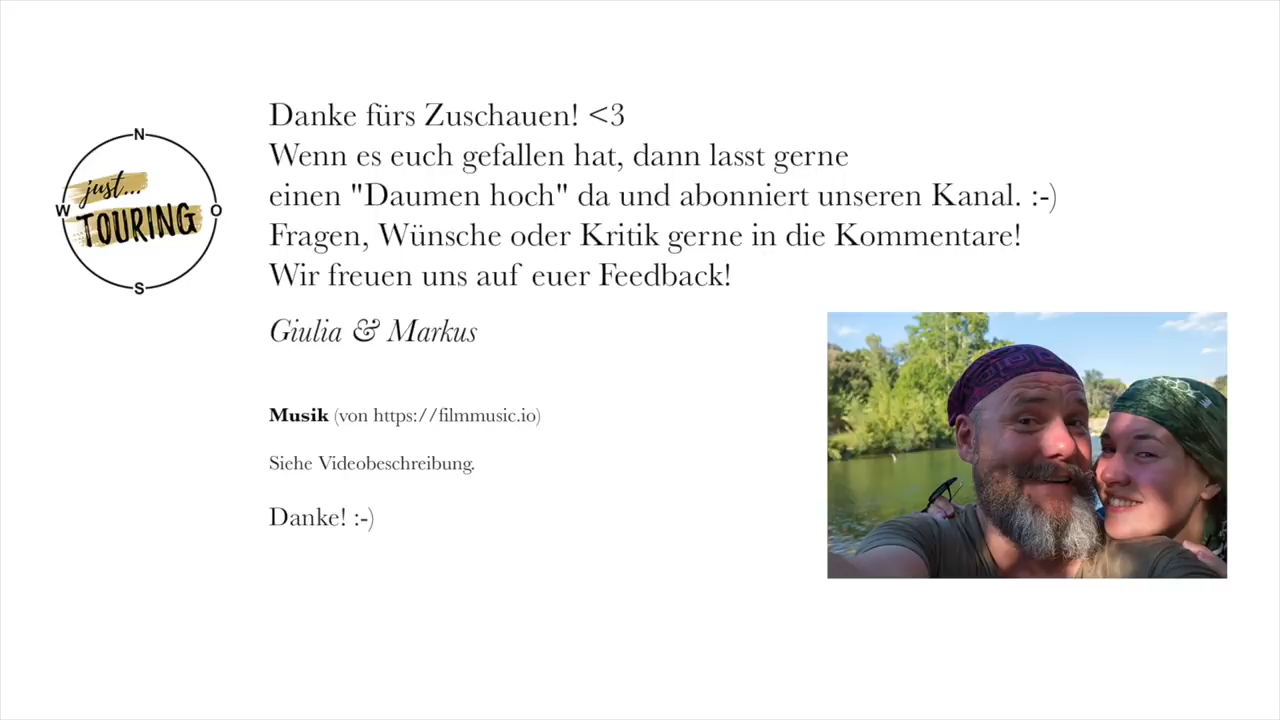 N
just...
W TOURING O
S
Danke fürs Zuschauen! <3
Wenn es euch gefallen hat, dann lasst gerne
einen "Daumen hoch" da und abonniert unseren Kanal. :-)
Fragen, Wünsche oder Kritik gerne in die Kommentare!
Wir freuen uns auf euer Feedback!
Giulia & Markus
Musik (von https://filmmusic.io)
Siehe Videobeschreibung.
Danke! :-)